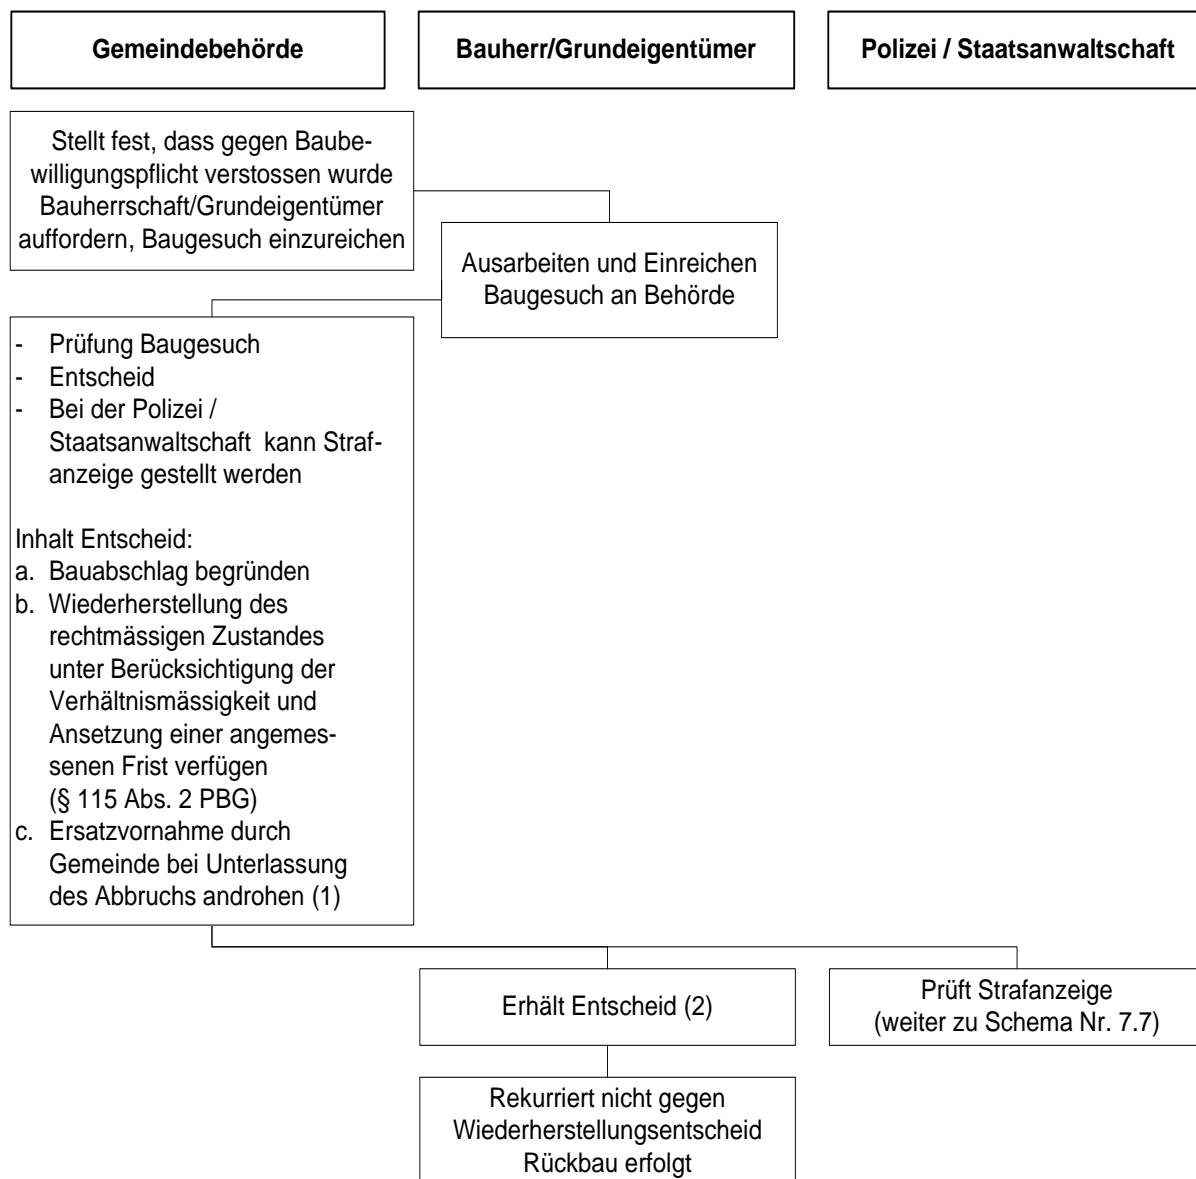 Gemeindebehörde
Bauherr/Grundeigentümer
Polizei / Staatsanwaltschaft
Stellt fest, dass gegen Baube-
willigungspflicht verstossen wurde
Bauherrschaft/Grundeigentümer
auffordern, Baugesuch einzureichen
Ausarbeiten und Einreichen
Baugesuch an Behörde
- Prüfung Baugesuch
- Entscheid
- Bei der Polizei /
Staatsanwaltschaft kann Straf-
anzeige gestellt werden
Inhalt Entscheid:
a. Bauabschlag begründen
b. Wiederherstellung des
rechtmässigen Zustandes
unter Berücksichtigung der
Verhältnismässigkeit und
Ansetzung einer angemes-
senen Frist verfügen
(§ 115 Abs. 2 PBG)
c. Ersatzvornahme durch
Gemeinde bei Unterlassung
des Abbruchs androhen (1)
Erhält Entscheid (2)
Prüft Strafanzeige
(weiter zu Schema Nr. 7.7)
Rekurriert nicht gegen
Wiederherstellungsentscheid
Rückbau erfolgt